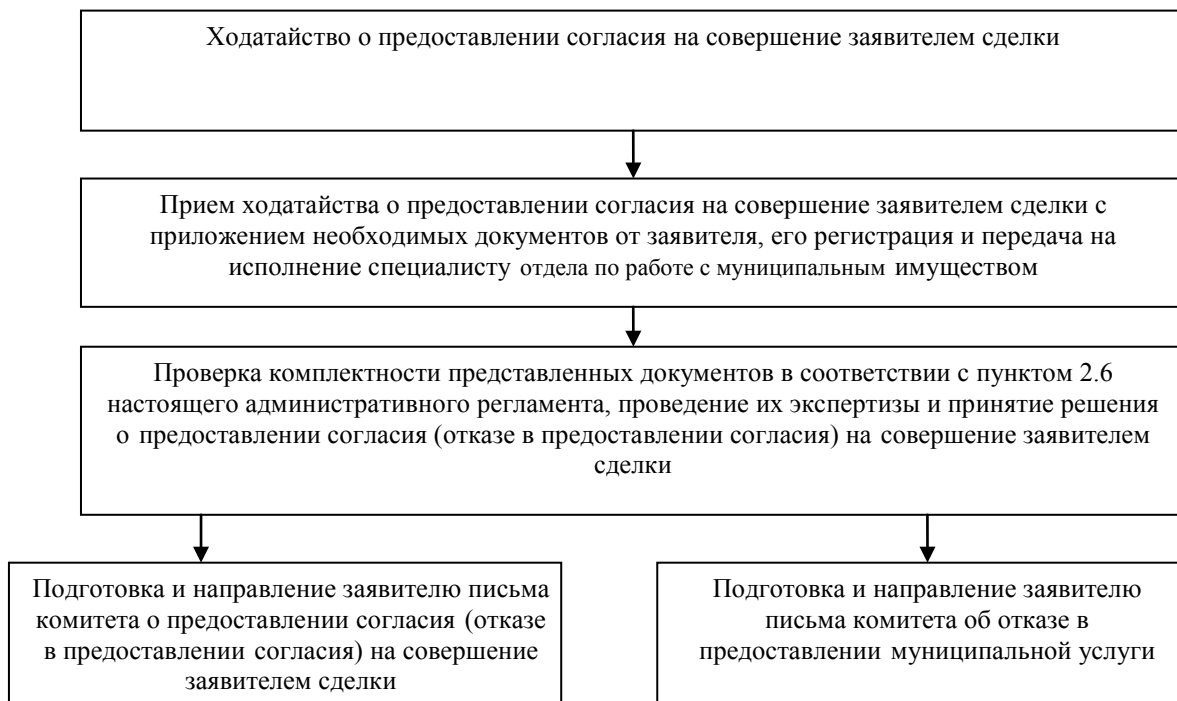 Ходатайство о предоставлении согласия на совершение заявителем сделки
Прием ходатайства о предоставлении согласия на совершение заявителем сделки с
приложением необходимых документов от заявителя, его регистрация и передача на
исполнение специалисту отдела по работе с муниципальным имуществом
Проверка комплектности представленных документов в соответствии с пунктом 2.6
настоящего административного регламента, проведение их экспертизы и принятие решения
о предоставлении согласия (отказе в предоставлении согласия) на совершение заявителем
сделки
Подготовка и направление заявителю письма
комитета о предоставлении согласия (отказе
в предоставлении согласия) на совершение
заявителем сделки
Подготовка и направление заявителю
письма комитета об отказе в
предоставлении муниципальной услуги